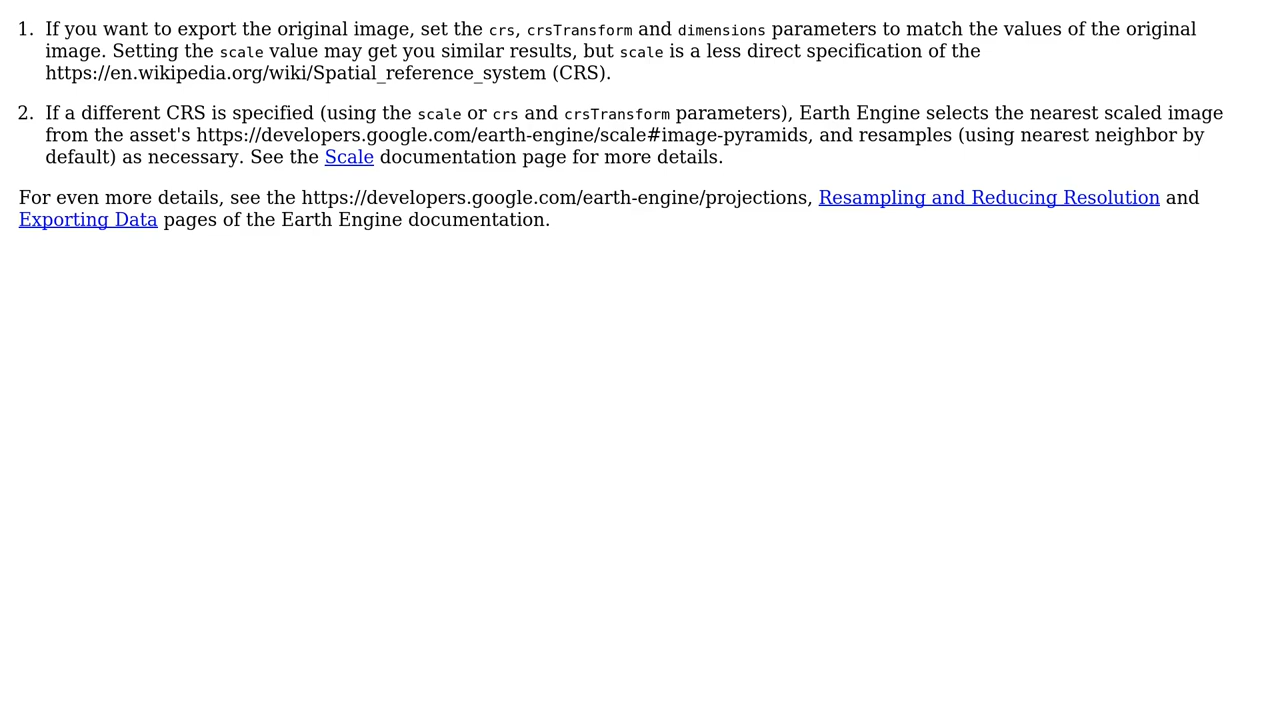 1. If you want to export the original image, set the crs, crsTransform and dimensions parameters to match the values of the original
image. Setting the scale value may get you similar results, but scale is a less direct specification of the
https://en.wikipedia.org/wiki/Spatial_reference_system (CRS).
2. If a different CRS is specified (using the scale or crs and crsTransform parameters), Earth Engine selects the nearest scaled image
from the asset's https://developers.google.com/earth-engine/scale#image-pyramids, and resamples (using nearest neighbor by
default) as necessary. See the Scale documentation page for more details.
For even more details, see the https://developers.google.com/earth-engine/projections, Resampling and Reducing Resolution and
Exporting Data pages of the Earth Engine documentation.